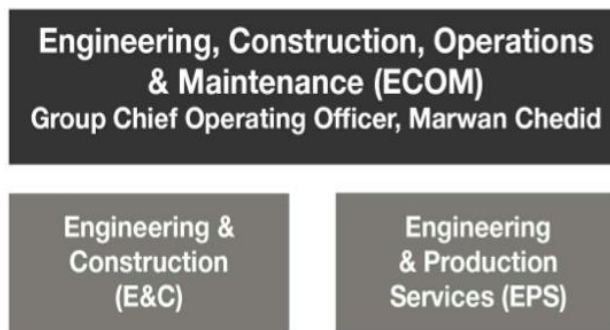 Engineering, Construction, Operations
& Maintenance (ECOM)
Group Chief Operating Officer, Marwan Chedid
Engineering &
Construction
(E&C)
Engineering
& Production
Services (EPS)